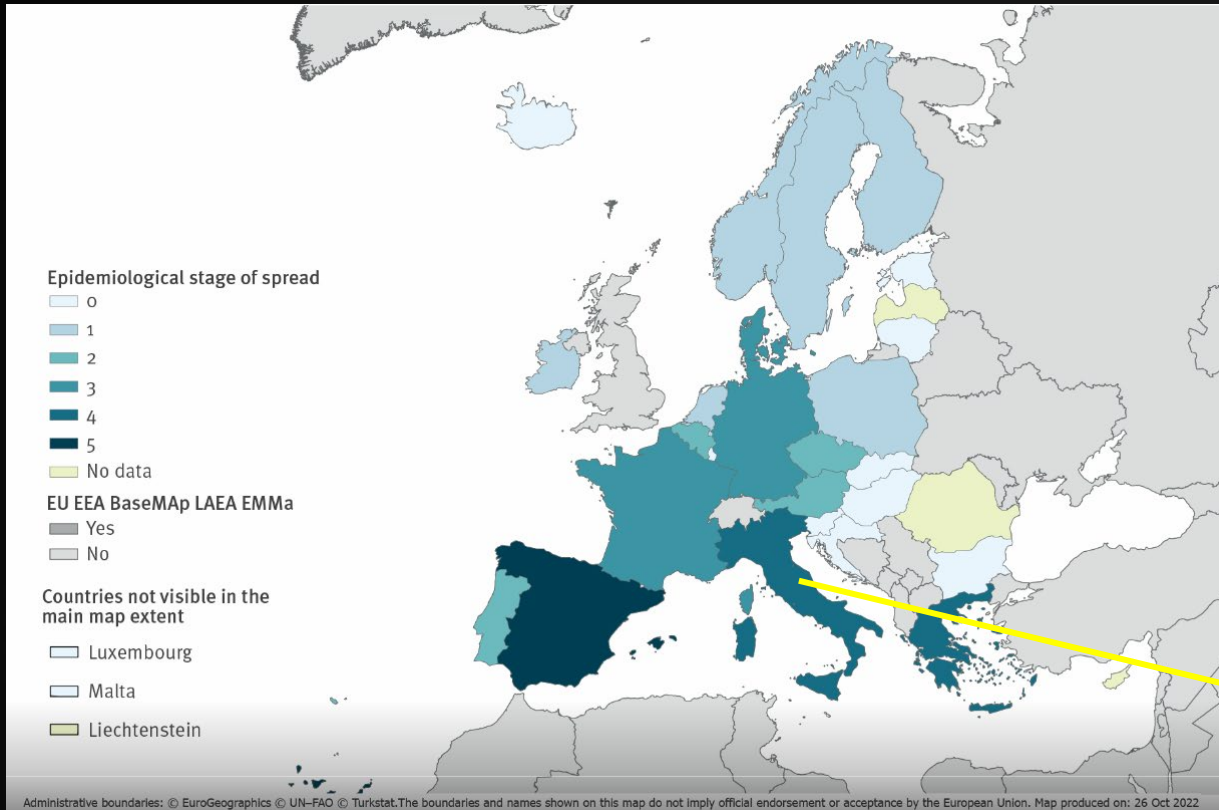 Epidemiological stage of spread
0
1
2
3
4
5
No data
EU EEA BaseMAp LAEA EMMa
Yes
No
Countries not visible in the
main map extent
Luxembourg
Malta
Liechtenstein
Administrative boundaries: © EuroGeographics © UN–FAO © Turkstat.The boundaries and names shown on this map do not imply official endorsement or acceptance by the European Union. Map produced on: 26 Oct 2022